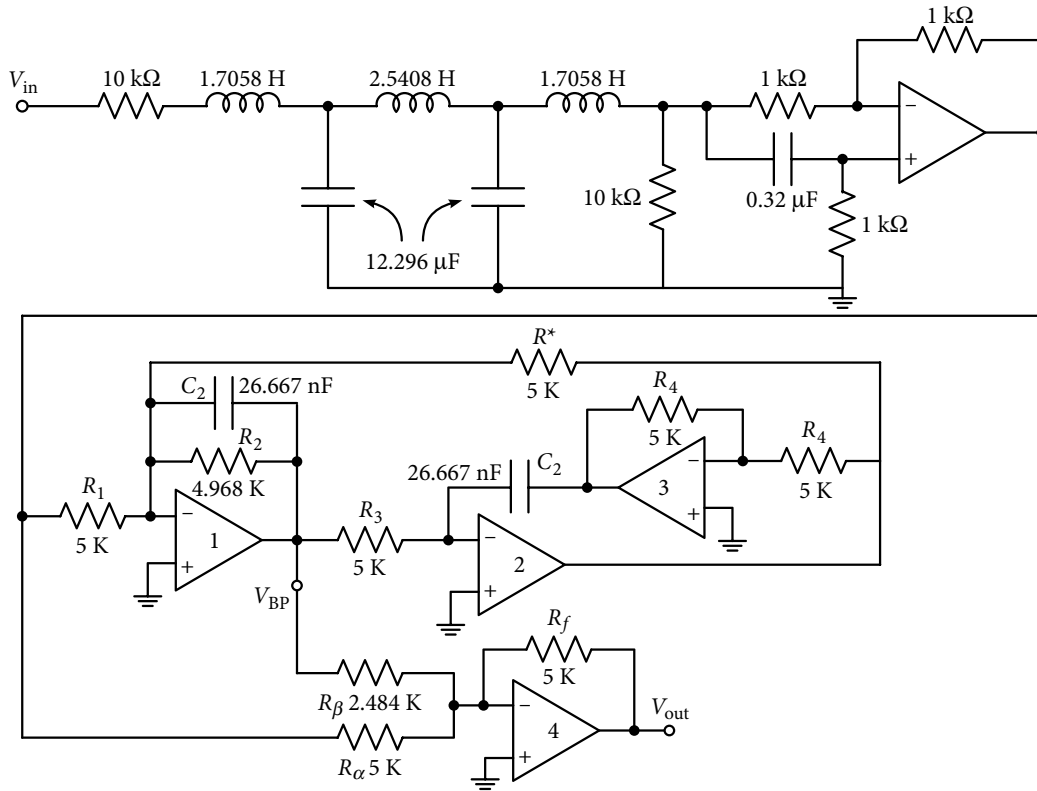 1 kΩ
V_in
10 kΩ
1.7058 H
2.5408 H
1.7058 H
1 kΩ
−
+
10 kΩ
0.32 μF
1 kΩ
12.296 μF
R*
5 K
C_2
26.667 nF
R_4
5 K
R_2
4.968 K
26.667 nF
C_2
−
3
+
R_4
5 K
R_1
5 K
−
1
+
R_3
5 K
−
2
+
V_BP
R_f
5 K
R_β 2.484 K
−
4
+
V_out
R_α 5 K